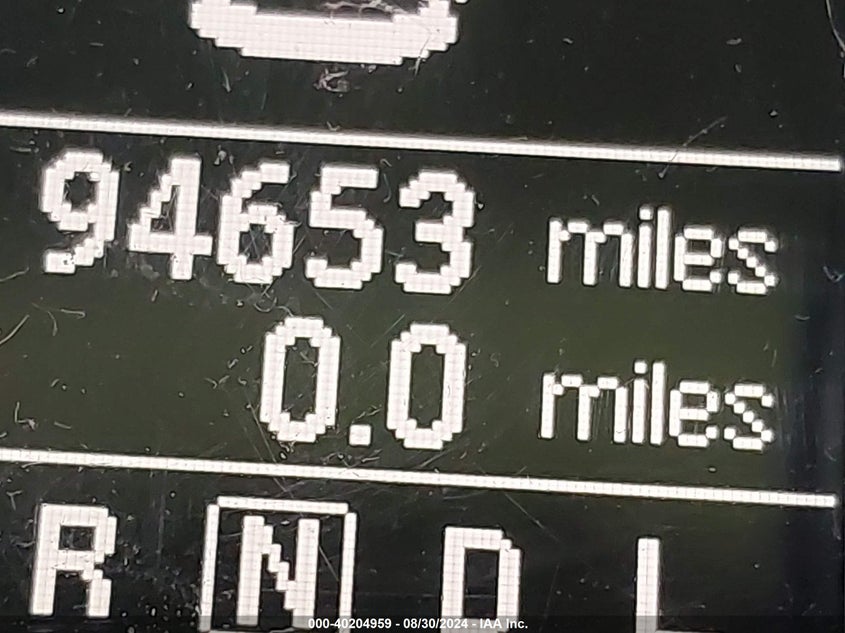 94653 miles
0.0 miles
R N D L
000-40204959 - 08/30/2024 - IAA Inc.